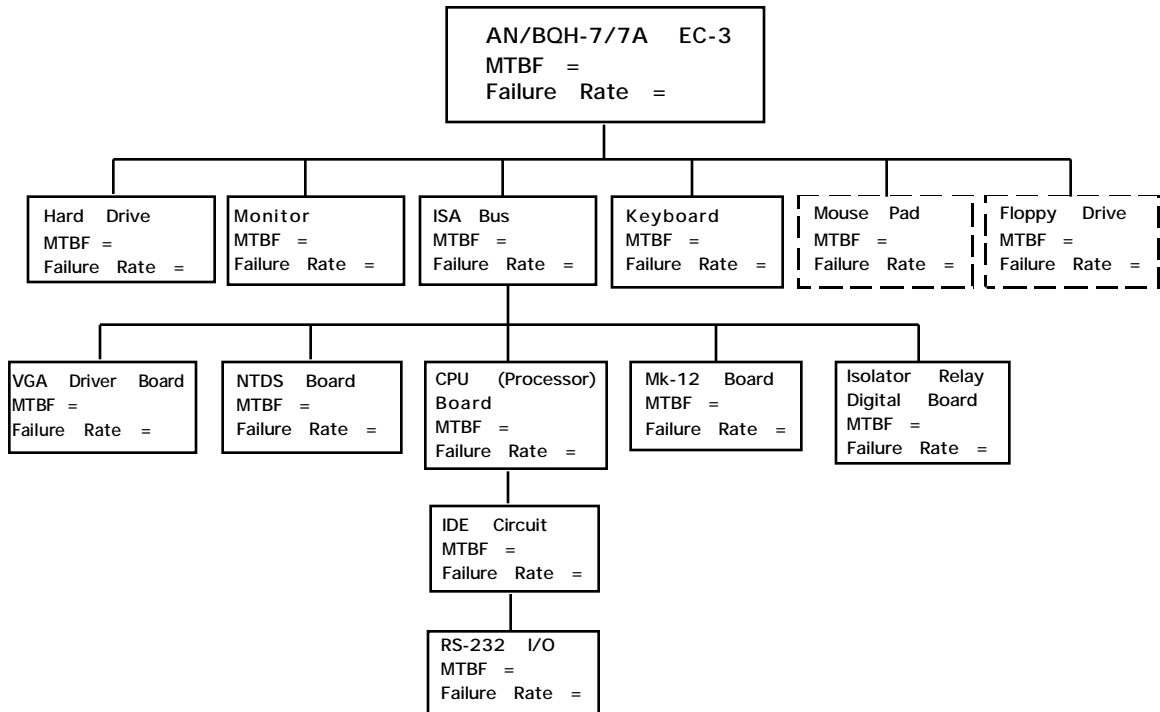 AN/BQH-7/7A EC-3
MTBF =
Failure Rate =
Hard Drive
MTBF =
Failure Rate =
Monitor
MTBF =
Failure Rate =
ISA Bus
MTBF =
Failure Rate =
Keyboard
MTBF =
Failure Rate =
Mouse Pad
MTBF =
Failure Rate =
Floppy Drive
MTBF =
Failure Rate =
VGA Driver Board
MTBF =
Failure Rate =
NTDS Board
MTBF =
Failure Rate =
CPU (Processor)
Board
MTBF =
Failure Rate =
Mk-12 Board
MTBF =
Failure Rate =
Isolator Relay
Digital Board
MTBF =
Failure Rate =
IDE Circuit
MTBF =
Failure Rate =
RS-232 I/O
MTBF =
Failure Rate =